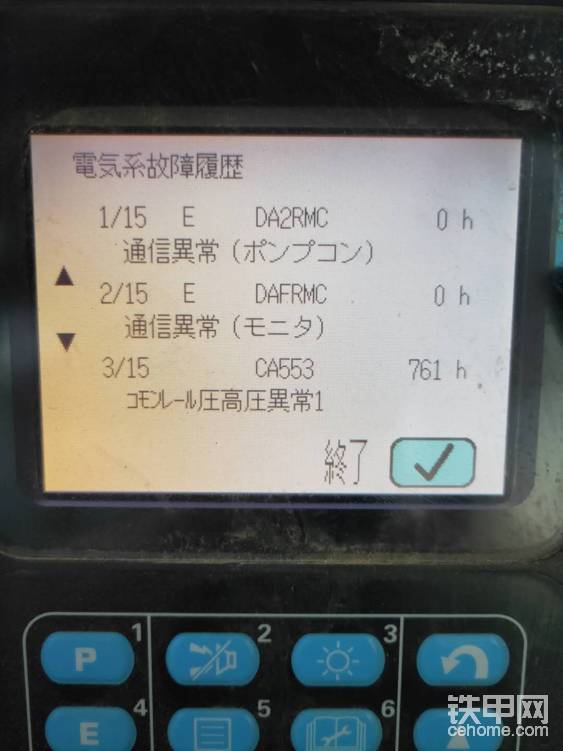 電気系故障履歴
1/15 E DA2RMC 0 h
通信異常(ポンプコン)
▲
2/15 E DAFRMC 0 h
通信異常(モニタ)
▼
3/15 CA553 761 h
ｺﾓﾝﾚｰﾙ圧高圧異常1
終了
1 2 3
P
4 5 6
E
铁甲网
cehome.com